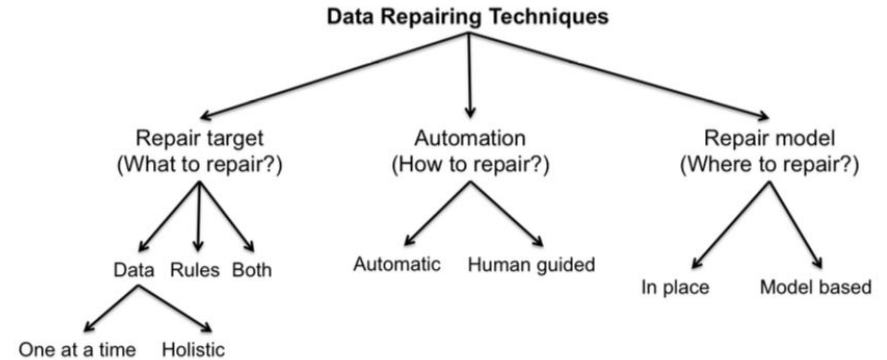 Data Repairing Techniques
Repair target
(What to repair?)
Automation
(How to repair?)
Repair model
(Where to repair?)
Data
Rules
Both
Automatic
Human guided
In place
Model based
One at a time
Holistic